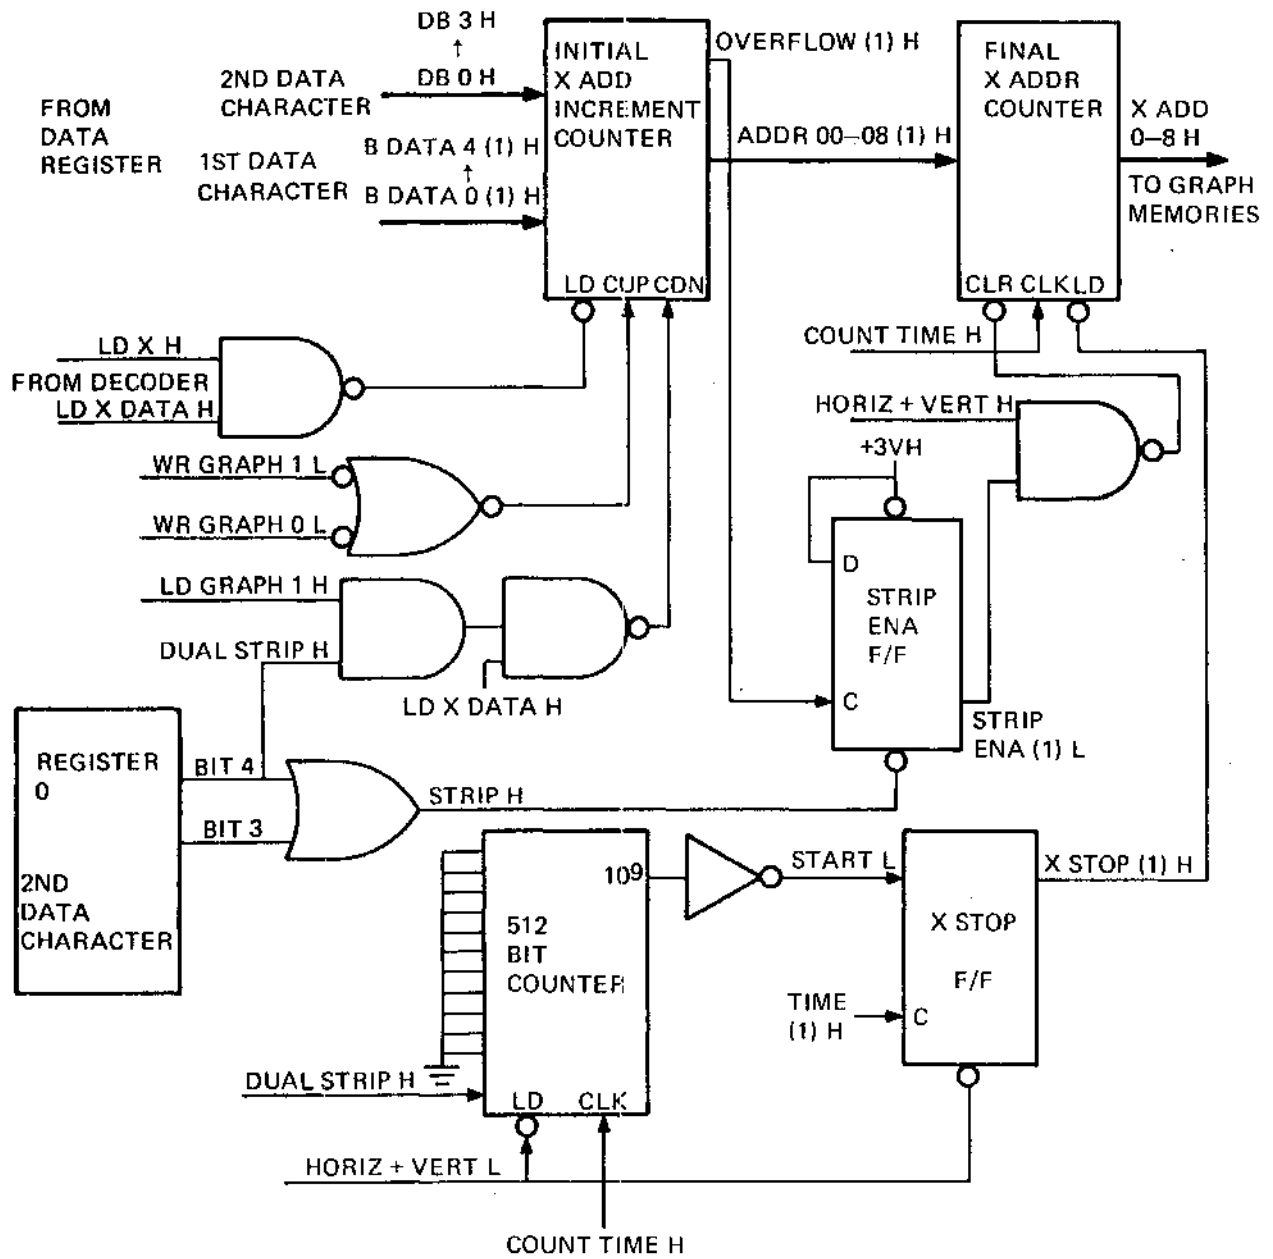 DB 3 H
↑
DB 0 H
2ND DATA
CHARACTER
FROM
DATA
REGISTER
B DATA 4 (1) H
↑
B DATA 0 (1) H
1ST DATA
CHARACTER
INITIAL
X ADD
INCREMENT
COUNTER
LD CUP CDN
OVERFLOW (1) H
ADDR 00–08 (1) H
FINAL
X ADDR
COUNTER
CLR CLK LD
X ADD
0–8 H
TO GRAPH
MEMORIES
COUNT TIME H
LD X H
FROM DECODER
LD X DATA H
HORIZ + VERT H
+3VH
WR GRAPH 1 L
WR GRAPH 0 L
LD GRAPH 1 H
DUAL STRIP H
LD X DATA H
D
STRIP
ENA
F/F
C
STRIP
ENA (1) L
REGISTER
0
2ND
DATA
CHARACTER
BIT 4
BIT 3
STRIP H
109
512
BIT
COUNTER
LD CLK
START L
X STOP
F/F
C
X STOP (1) H
TIME
(1) H
DUAL STRIP H
HORIZ + VERT L
COUNT TIME H